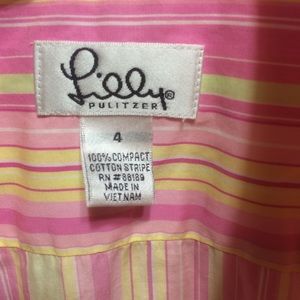 Lilly®
PULITZER
4
100% COMPACT
COTTON STRIPE
RN #88189
MADE IN
VIETNAM